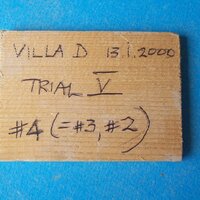 VILLA D 13.1.2000
TRIAL V
#4 (=#3, #2)